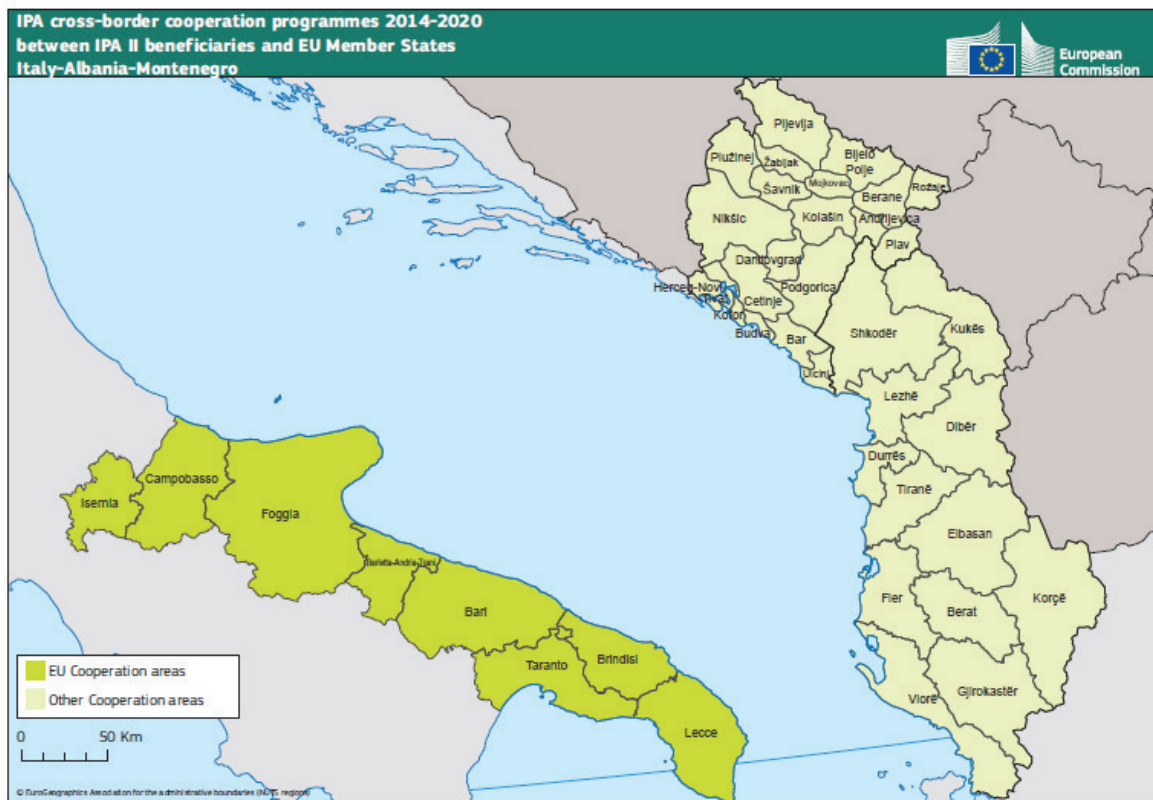 IPA cross-border cooperation programmes 2014-2020
between IPA II beneficiaries and EU Member States
Italy-Albania-Montenegro
European
Commission
Pljevlja
Plužinej
Žabljak
Bijelo
Polje
Šavnik
Mojkovac
Berane
Rožaje
Nikšic
Kolašin
Andrijevica
Plav
Danilovgrad
Herceg-Novi
Tivat
Podgorica
Cetinje
Kotor
Budva
Bar
Shkodër
Kukës
Ulcinj
Lezhë
Dibër
Durrës
Tiranë
Elbasan
Fier
Berat
Korçë
Vlorë
Gjirokastër
Isernia
Campobasso
Foggia
Barletta-Andria-Trani
Bari
Taranto
Brindisi
Lecce
EU Cooperation areas
Other Cooperation areas
0 50 Km
© EuroGeographics Association for the administrative boundaries (NUTS regions)